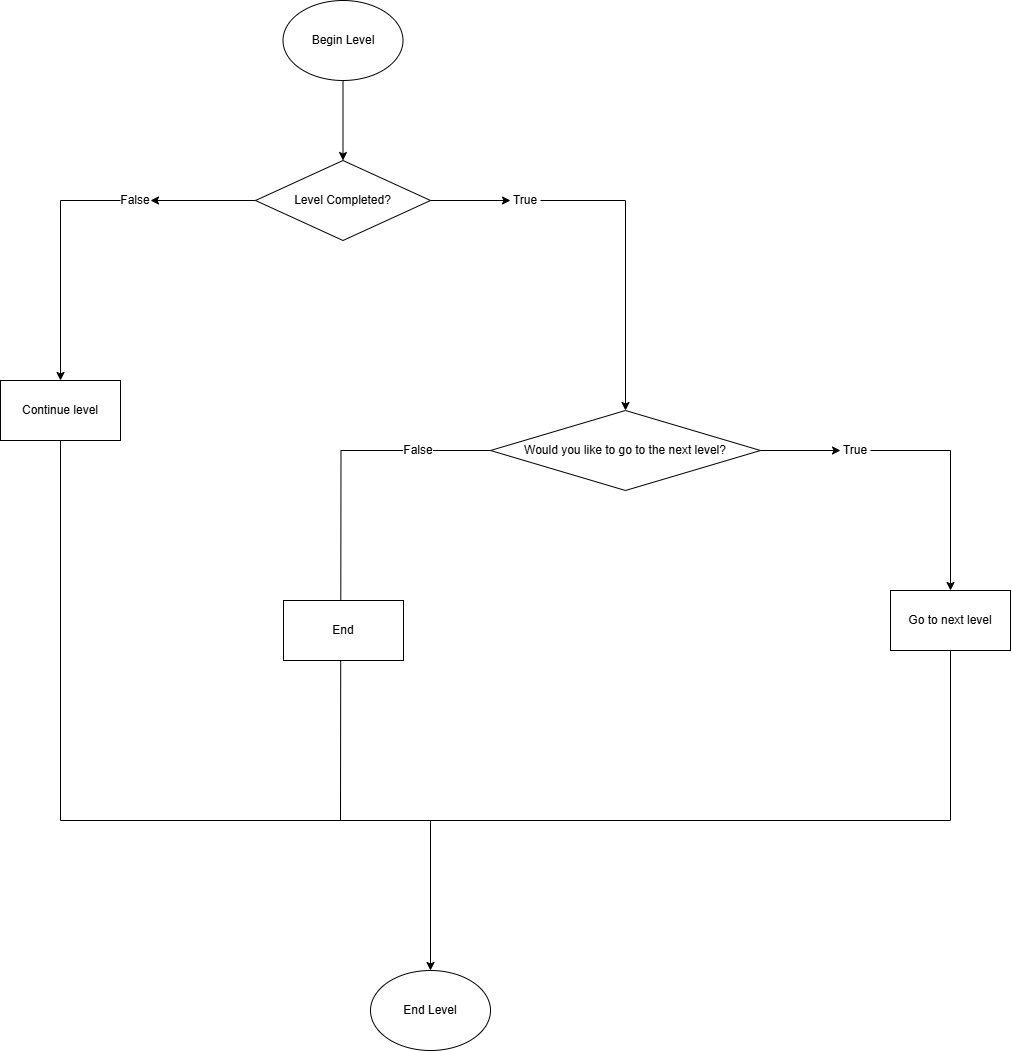 Begin Level
Level Completed?
False
True
Continue level
Would you like to go to the next level?
False
True
End
Go to next level
End Level